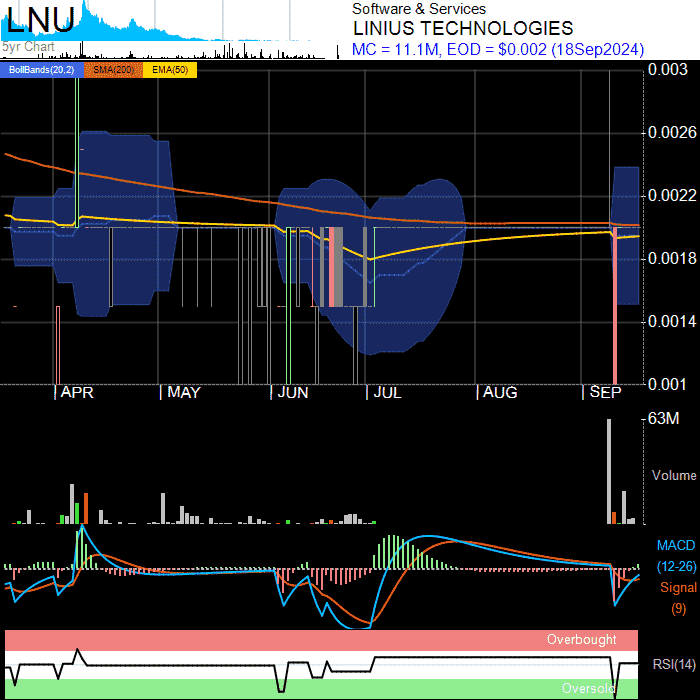 LNU
5yr Chart
Software & Services
LINIUS TECHNOLOGIES
MC = 11.1M, EOD = $0.002 (18Sep2024)
BollBands(20,2) SMA(200) EMA(50)
0.003
0.0026
0.0022
0.0018
0.0014
0.001
APR MAY JUN JUL AUG SEP
63M
Volume
MACD
(12-26)
Signal
(9)
Overbought
RSI(14)
Oversold